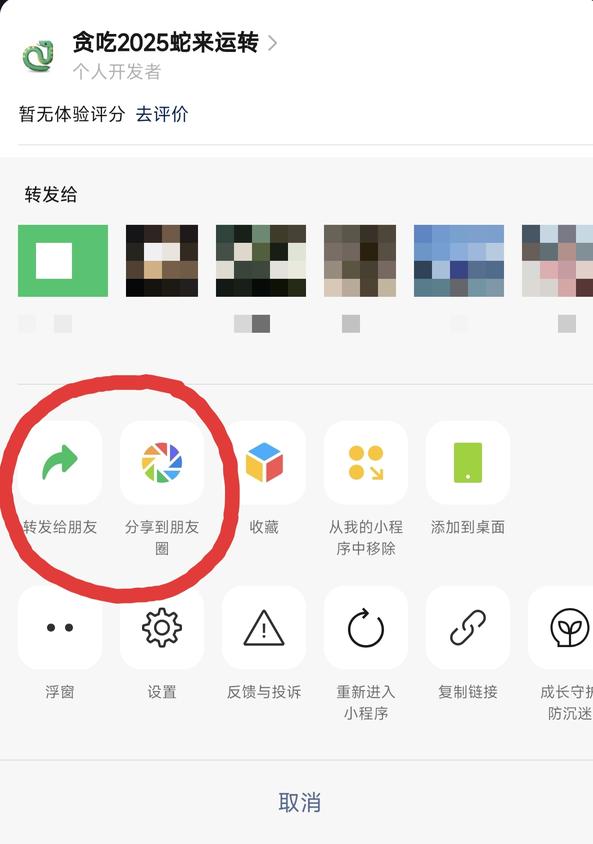 贪吃2025蛇来运转
个人开发者
暂无体验评分 去评价
转发给
转发给朋友
分享到朋友
圈
收藏
从我的小程
序中移除
添加到桌面
浮窗
设置
反馈与投诉
重新进入
小程序
复制链接
成长守护
防沉迷
取消